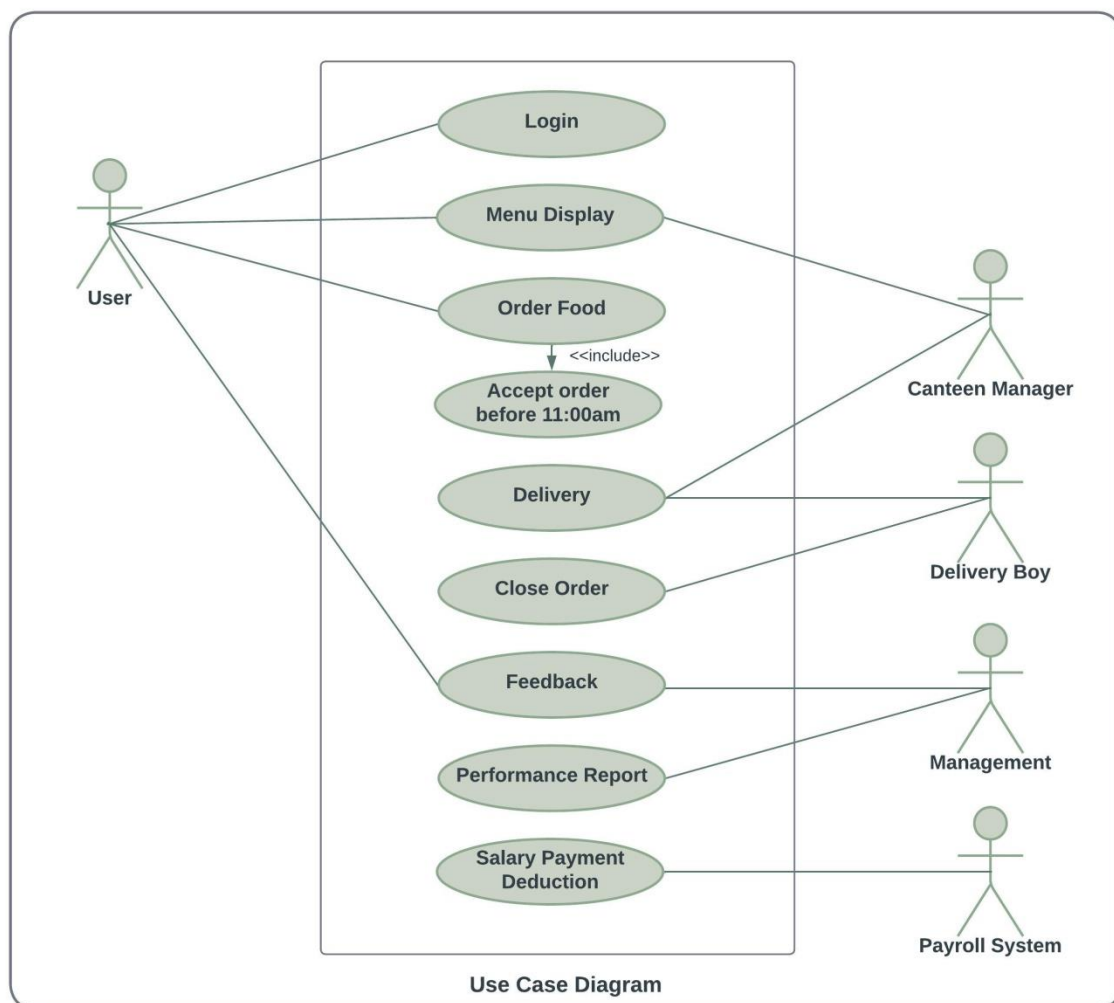 Login
Menu Display
User
Order Food
<<include>>
Canteen Manager
Accept order
before 11:00am
Delivery
Delivery Boy
Close Order
Feedback
Management
Performance Report
Salary Payment
Deduction
Payroll System
Use Case Diagram